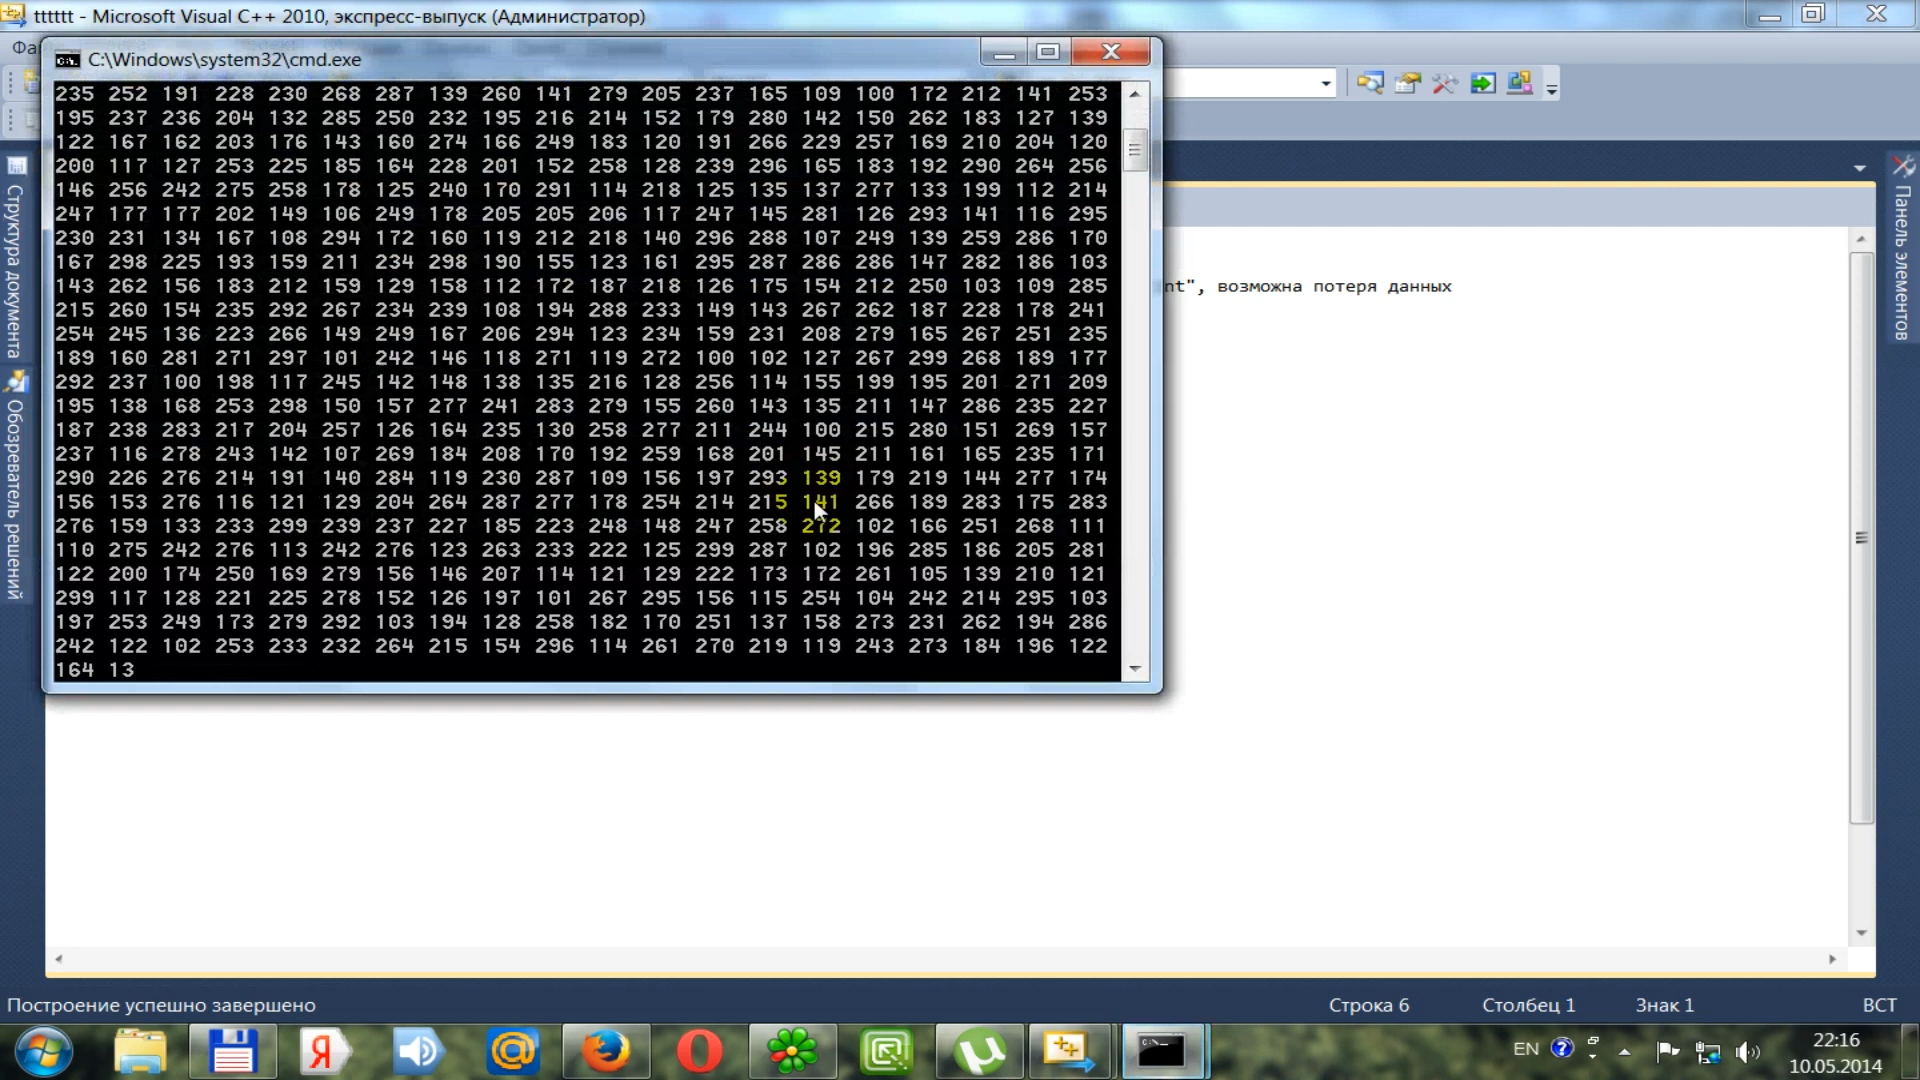 tttttt - Microsoft Visual C++ 2010, экспресс-выпуск (Администратор)
C:\Windows\system32\cmd.exe
235 252 191 228 230 268 287 139 260 141 279 205 237 165 109 100 172 212 141 253
195 237 236 204 132 285 250 232 195 216 214 152 179 280 142 150 262 183 127 139
122 167 162 203 176 143 160 274 166 249 183 120 191 266 229 257 169 210 204 120
200 117 127 253 225 185 164 228 201 152 258 128 239 296 165 183 192 290 264 256
146 256 242 275 258 178 125 240 170 291 114 218 125 135 137 277 133 199 112 214
247 177 177 202 149 106 249 178 205 205 206 117 247 145 281 126 293 141 116 295
230 231 134 167 108 294 172 160 119 212 218 140 296 288 107 249 139 259 286 170
167 298 225 193 159 211 234 298 190 155 123 161 295 287 286 286 147 282 186 103
143 262 156 183 212 159 129 158 112 172 187 218 126 175 154 212 250 103 109 285
215 260 154 235 292 267 234 239 108 194 288 233 149 143 267 262 187 228 178 241
254 245 136 223 266 149 249 167 206 294 123 234 159 231 208 279 165 267 251 235
189 160 281 271 297 101 242 146 118 271 119 272 100 102 127 267 299 268 189 177
292 237 100 198 117 245 142 148 138 135 216 128 256 114 155 199 195 201 271 209
195 138 168 253 298 150 157 277 241 283 279 155 260 143 135 211 147 286 235 227
187 238 283 217 204 257 126 164 235 130 258 277 211 244 100 215 280 151 269 157
237 116 278 243 142 107 269 184 208 170 192 259 168 201 145 211 161 165 235 171
290 226 276 214 191 140 284 119 230 287 109 156 197 293 139 179 219 144 277 174
156 153 276 116 121 129 204 264 287 277 178 254 214 215 141 266 189 283 175 283
276 159 133 233 299 239 237 227 185 223 248 148 247 258 272 102 166 251 268 111
110 275 242 276 113 242 276 123 263 233 222 125 299 287 102 196 285 186 205 281
122 200 174 250 169 279 156 146 207 114 121 129 222 173 172 261 105 139 210 121
299 117 128 221 225 278 152 126 197 101 267 295 156 115 254 104 242 214 295 103
197 253 249 173 279 292 103 194 128 258 182 170 251 137 158 273 231 262 194 286
242 122 102 253 233 232 264 215 154 296 114 261 270 219 119 243 273 184 196 122
164 13
nt", возможна потеря данных
Структура документа
Обозреватель решений
Панель элементов
Построение успешно завершено
Строка 6
Столбец 1
Знак 1
ВСТ
EN
22:16
10.05.2014